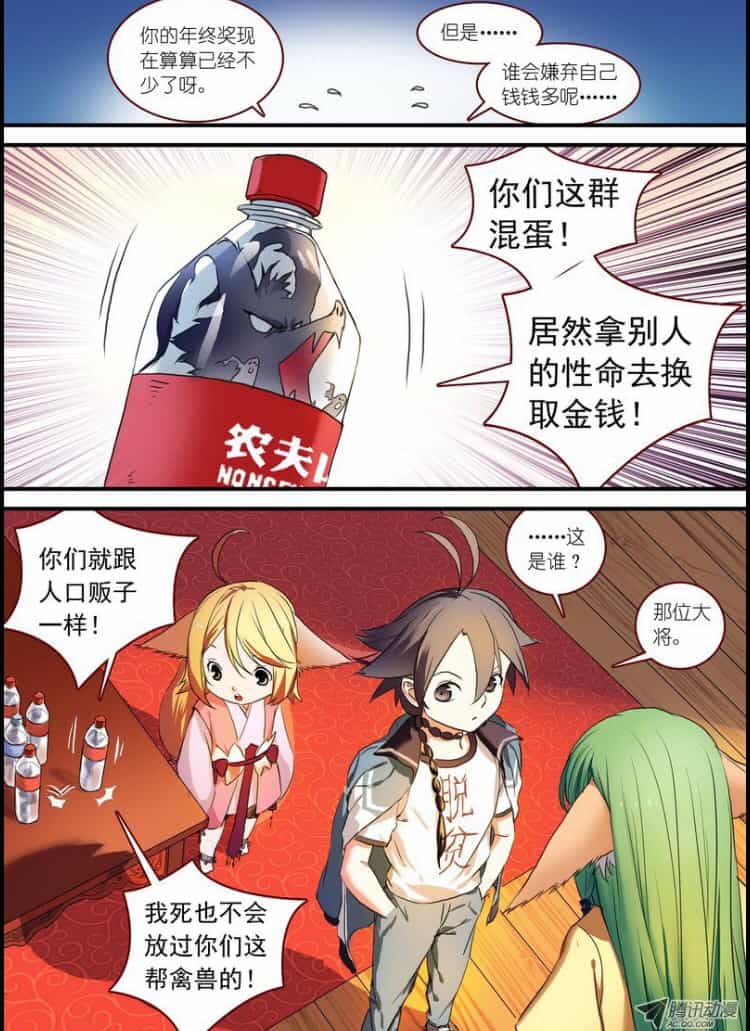 你的年终奖现
在算算已经不
少了呀。
但是……
谁会嫌弃自己
钱钱多呢……
你们这群
混蛋！
居然拿别人
的性命去换
取金钱！
农夫
你们就跟
人口贩子
一样！
……这
是谁？
那位大
将。
脱
贫
我死也不会
放过你们这
帮禽兽的！
腾讯动漫
AC.QQ.COM